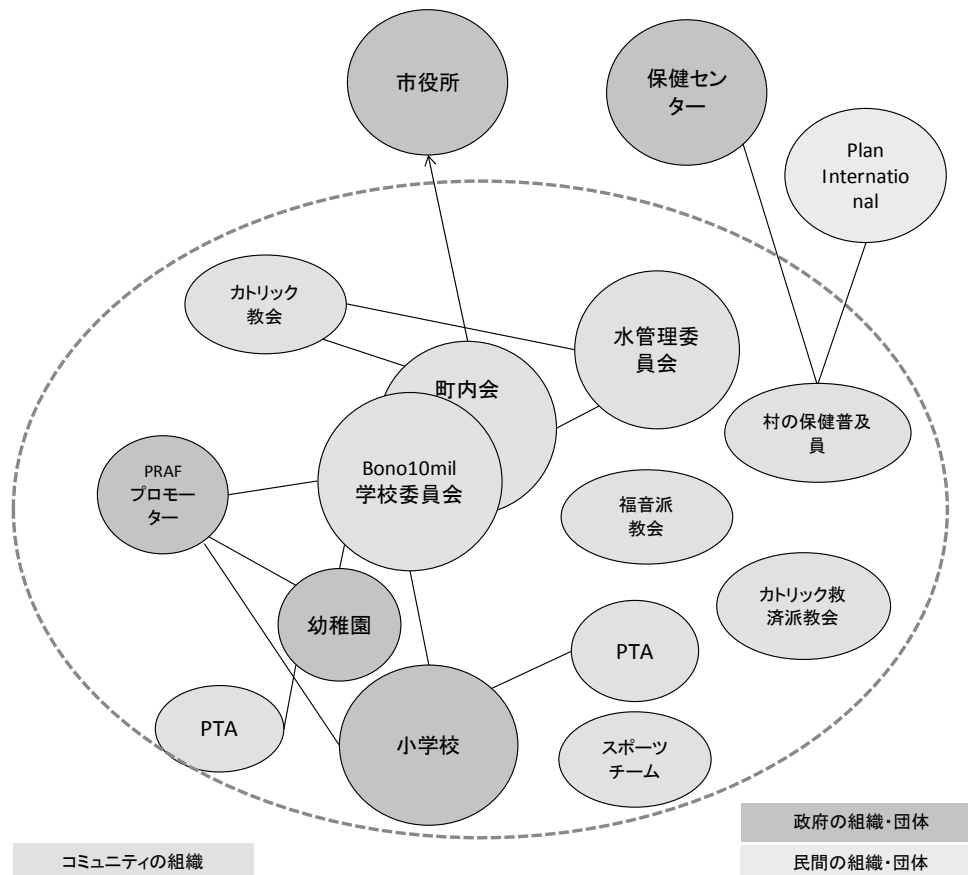 市役所
保健セン
ター
Plan
Internatio
nal
カトリック
教会
水管理委
員会
町内会
村の保健普及
員
Bono10mil
学校委員会
PRAF
プロモー
ター
福音派
教会
カトリック救
済派教会
幼稚園
PTA
PTA
小学校
スポーツ
チーム
政府の組織・団体
コミュニティの組織
民間の組織・団体